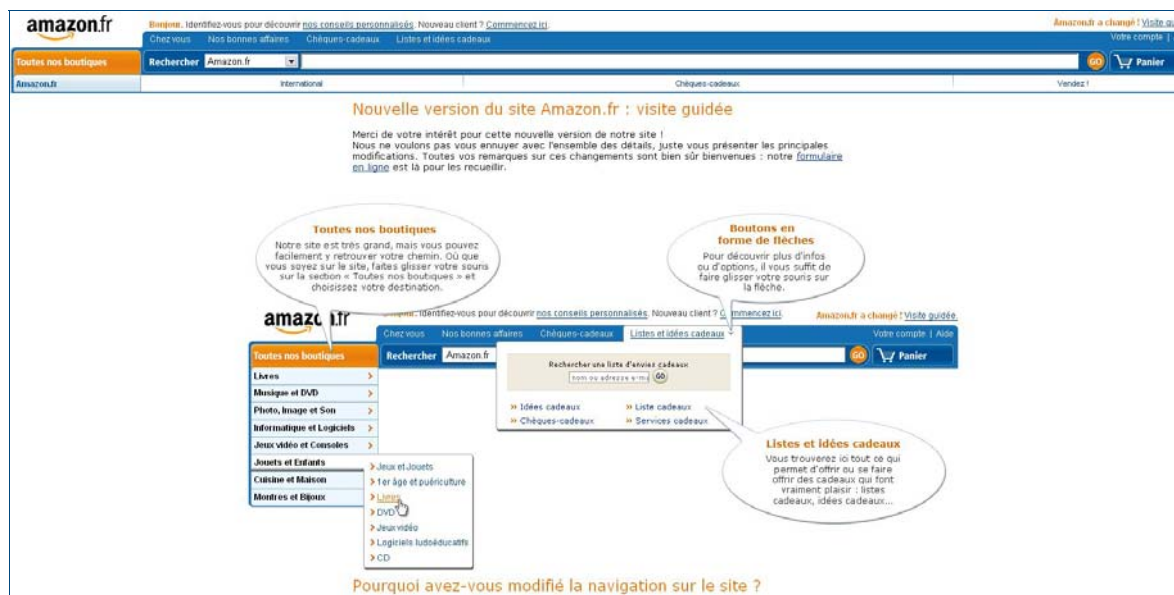 amazon.fr
Bonjour. Identifiez-vous pour découvrir nos conseils personnalisés. Nouveau client ? Commencez ici.
Amazon.fr a changé ! Visite gu
Chez vous Nos bonnes affaires Chèques-cadeaux Listes et idées cadeaux
Votre compte |
Toutes nos boutiques
Rechercher Amazon.fr
GO
Panier
Amazon.fr
International
Chèques-cadeaux
Vendez !
Nouvelle version du site Amazon.fr : visite guidée
Merci de votre intérêt pour cette nouvelle version de notre site !
Nous ne voulons pas vous ennuyer avec l'ensemble des détails, juste vous présenter les principales
modifications. Toutes vos remarques sur ces changements sont bien sûr bienvenues : notre formulaire
en ligne est là pour les recueillir.
Toutes nos boutiques
Notre site est très grand, mais vous pouvez
facilement y retrouver votre chemin. Où que
vous soyez sur le site, faites glisser votre souris
sur la section « Toutes nos boutiques » et
choisissez votre destination.
Boutons en
forme de flèches
Pour découvrir plus d'infos
ou d'options, il vous suffit de
faire glisser votre souris sur
la flèche.
amazon.fr
Identifiez-vous pour découvrir nos conseils personnalisés. Nouveau client ? Commencez ici.
Amazon.fr a changé ! Visite guidée.
Chez vous Nos bonnes affaires Chèques-cadeaux Listes et idées cadeaux
Votre compte | Aide
Toutes nos boutiques
Rechercher Amazon.fr
GO
Panier
Livres
Musique et DVD
Photo, Image et Son
Informatique et Logiciels
Jeux vidéo et Consoles
Jouets et Enfants
Cuisine et Maison
Montres et Bijoux
Rechercher une liste d'envies cadeaux
nom ou adresse e-ma
GO
» Idées cadeaux
» Liste cadeaux
» Chèques-cadeaux
» Services cadeaux
Jeux et Jouets
1er âge et puériculture
Livres
DVD
Jeux vidéo
Logiciels ludoéducatifs
CD
Listes et idées cadeaux
Vous trouverez ici tout ce qui
permet d'offrir ou se faire
offrir des cadeaux qui font
vraiment plaisir : listes
cadeaux, idées cadeaux...
Pourquoi avez-vous modifié la navigation sur le site ?